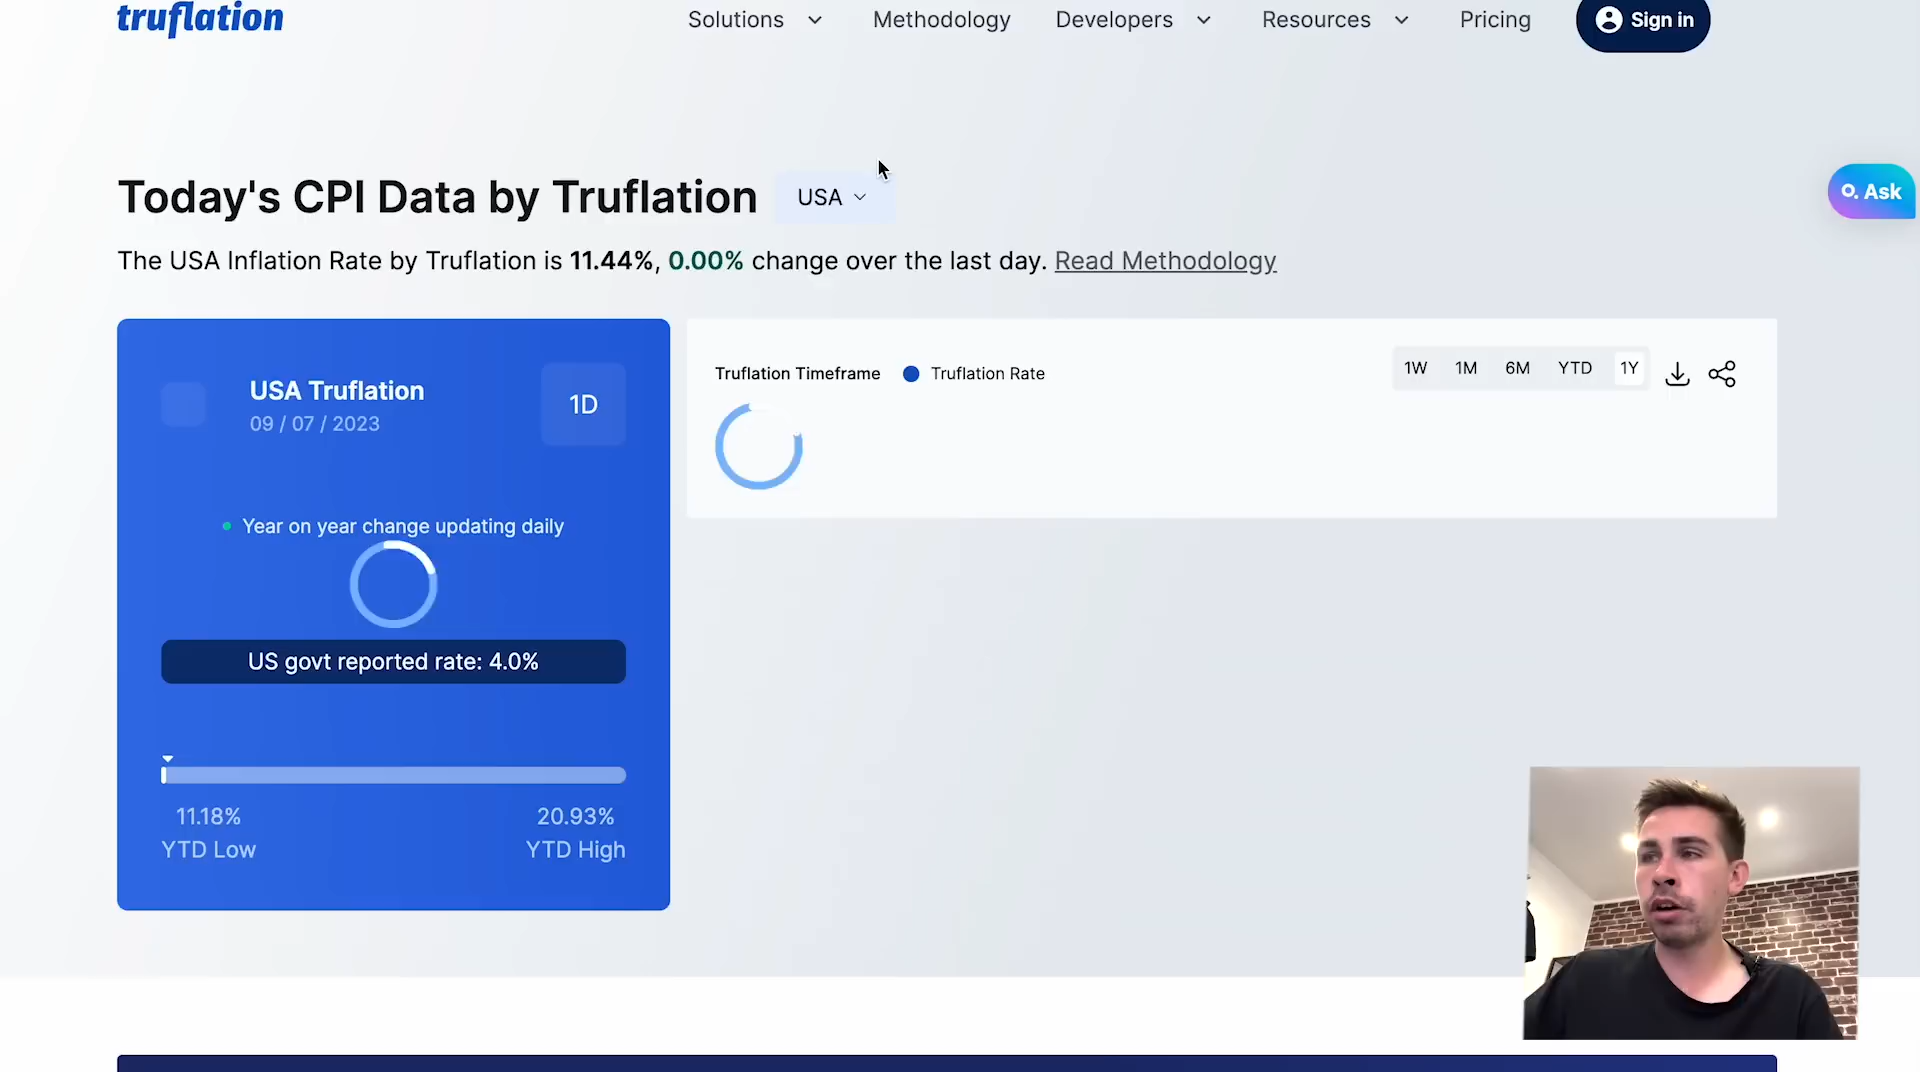 truflation
Solutions
Methodology
Developers
Resources
Pricing
Sign in
Ask
Today's CPI Data by Truflation
USA
The USA Inflation Rate by Truflation is 11.44%, 0.00% change over the last day. Read Methodology
USA Truflation
09 / 07 / 2023
1D
Year on year change updating daily
US govt reported rate: 4.0%
11.18%
YTD Low
20.93%
YTD High
Truflation Timeframe
Truflation Rate
1W
1M
6M
YTD
1Y